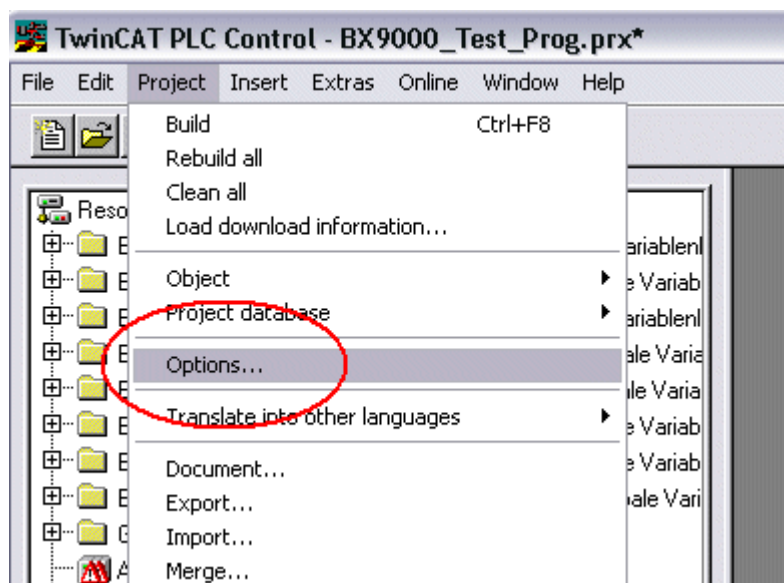 TwinCAT PLC Control - BX9000_Test_Prog.prx*
File Edit Project Insert Extras Online Window Help
Build Ctrl+F8
Rebuild all
Clean all
Load download information...
Object
Project database
Options...
Translate into other languages
Document...
Export...
Import...
Merge...